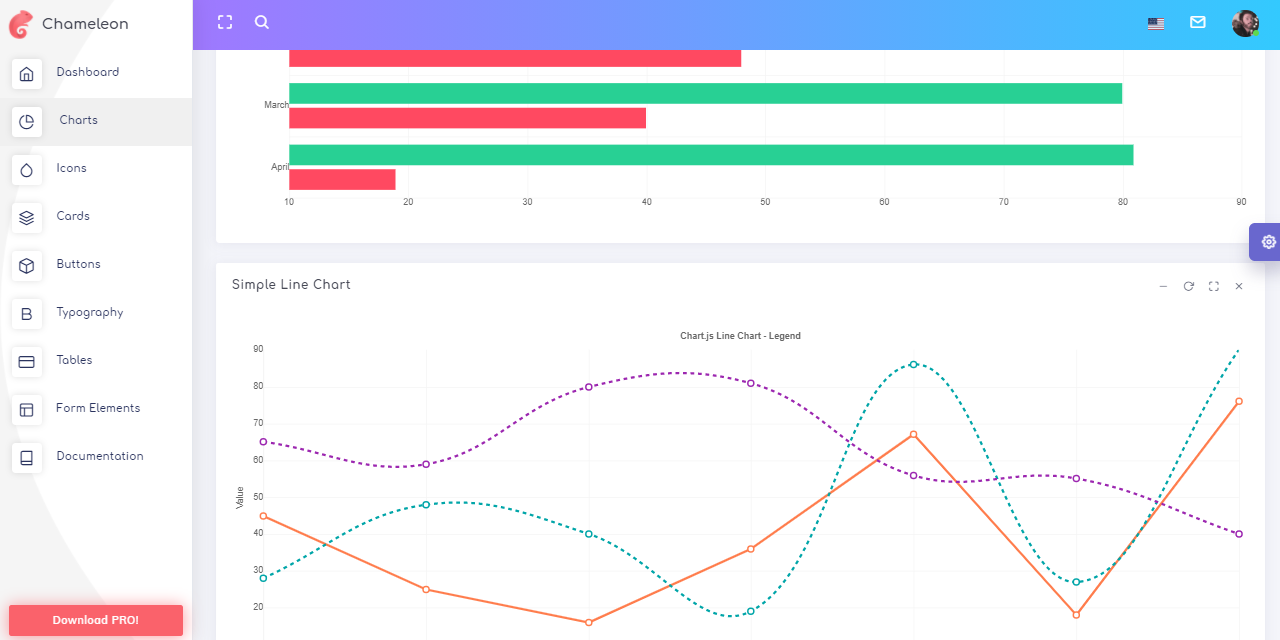 Chameleon
Dashboard
Charts
Icons
Cards
Buttons
Typography
Tables
Form Elements
Documentation
Download PRO!
March
April
10 20 30 40 50 60 70 80 90
Simple Line Chart
Chart.js Line Chart - Legend
90
80
70
60
50
40
30
20
Value